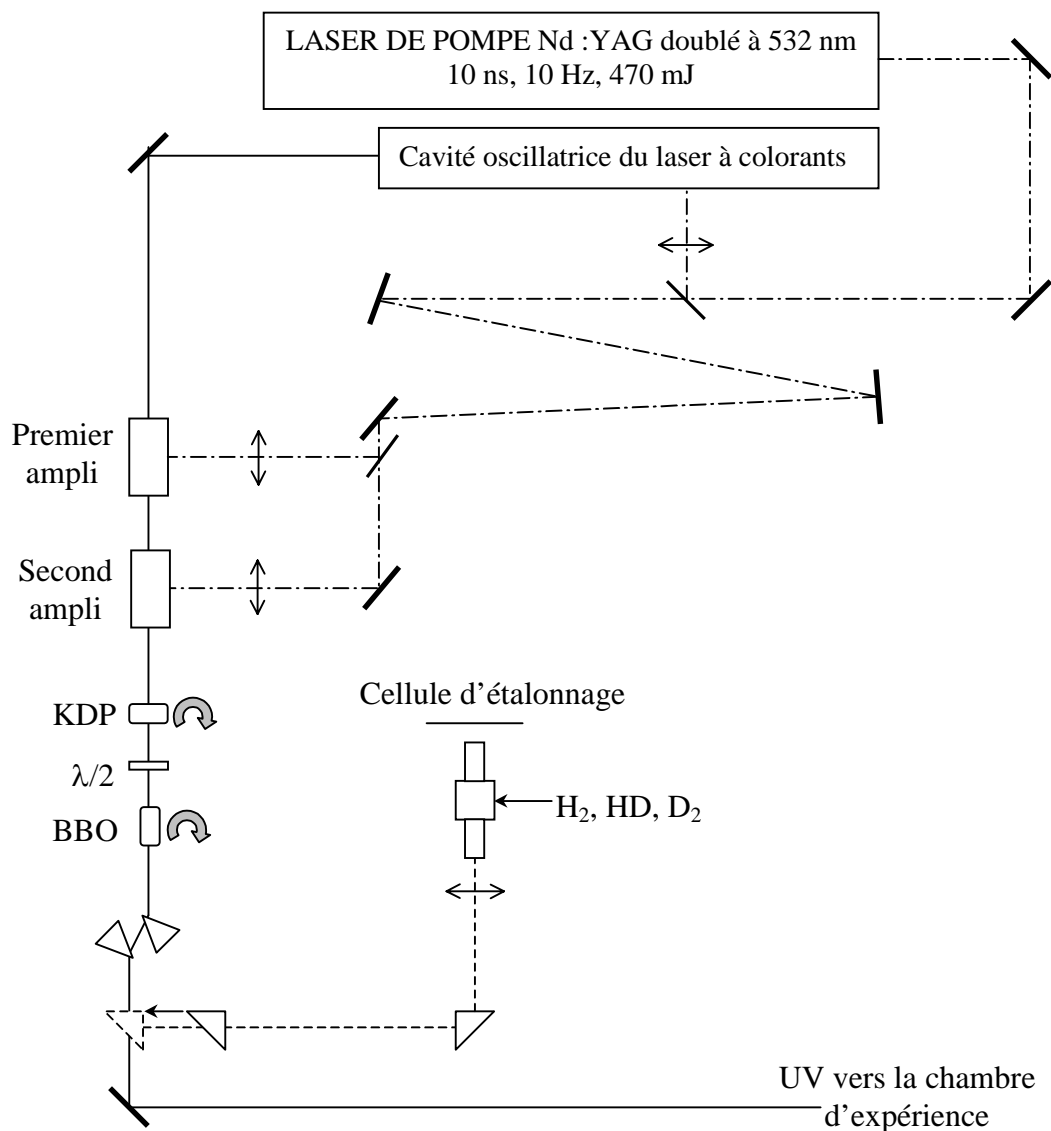 LASER DE POMPE Nd :YAG doublé à 532 nm
10 ns, 10 Hz, 470 mJ
Cavité oscillatrice du laser à colorants
Premier
ampli
Second
ampli
Cellule d'étalonnage
KDP
λ/2
BBO
H₂, HD, D₂
UV vers la chambre
d'expérience